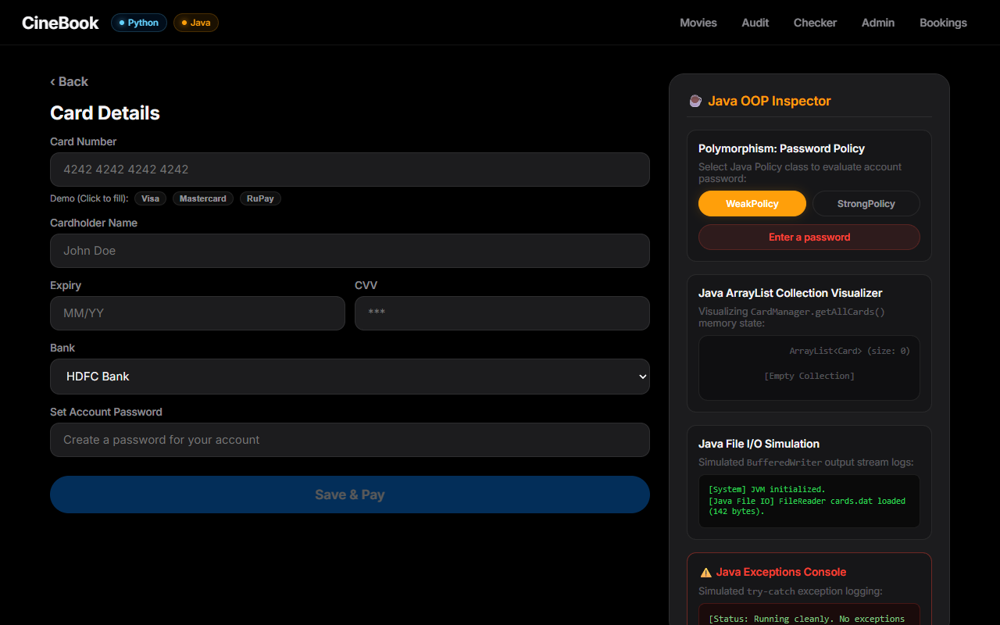 CineBook
Python
Java
Movies
Audit
Checker
Admin
Bookings
‹ Back
Card Details
Card Number
4242 4242 4242 4242
Demo (Click to fill): Visa Mastercard RuPay
Cardholder Name
John Doe
Expiry
CVV
MM/YY
***
Bank
HDFC Bank
Set Account Password
Create a password for your account
Save & Pay
Java OOP Inspector
Polymorphism: Password Policy
Select Java Policy class to evaluate account
password:
WeakPolicy
StrongPolicy
Enter a password
Java ArrayList Collection Visualizer
Visualizing CardManager.getAllCards()
memory state:
ArrayList<Card> (size: 0)
[Empty Collection]
Java File I/O Simulation
Simulated BufferedWriter output stream logs:
[System] JVM initialized.
[Java File IO] FileReader cards.dat loaded
(142 bytes).
Java Exceptions Console
Simulated try-catch exception logging:
[Status: Running cleanly. No exceptions